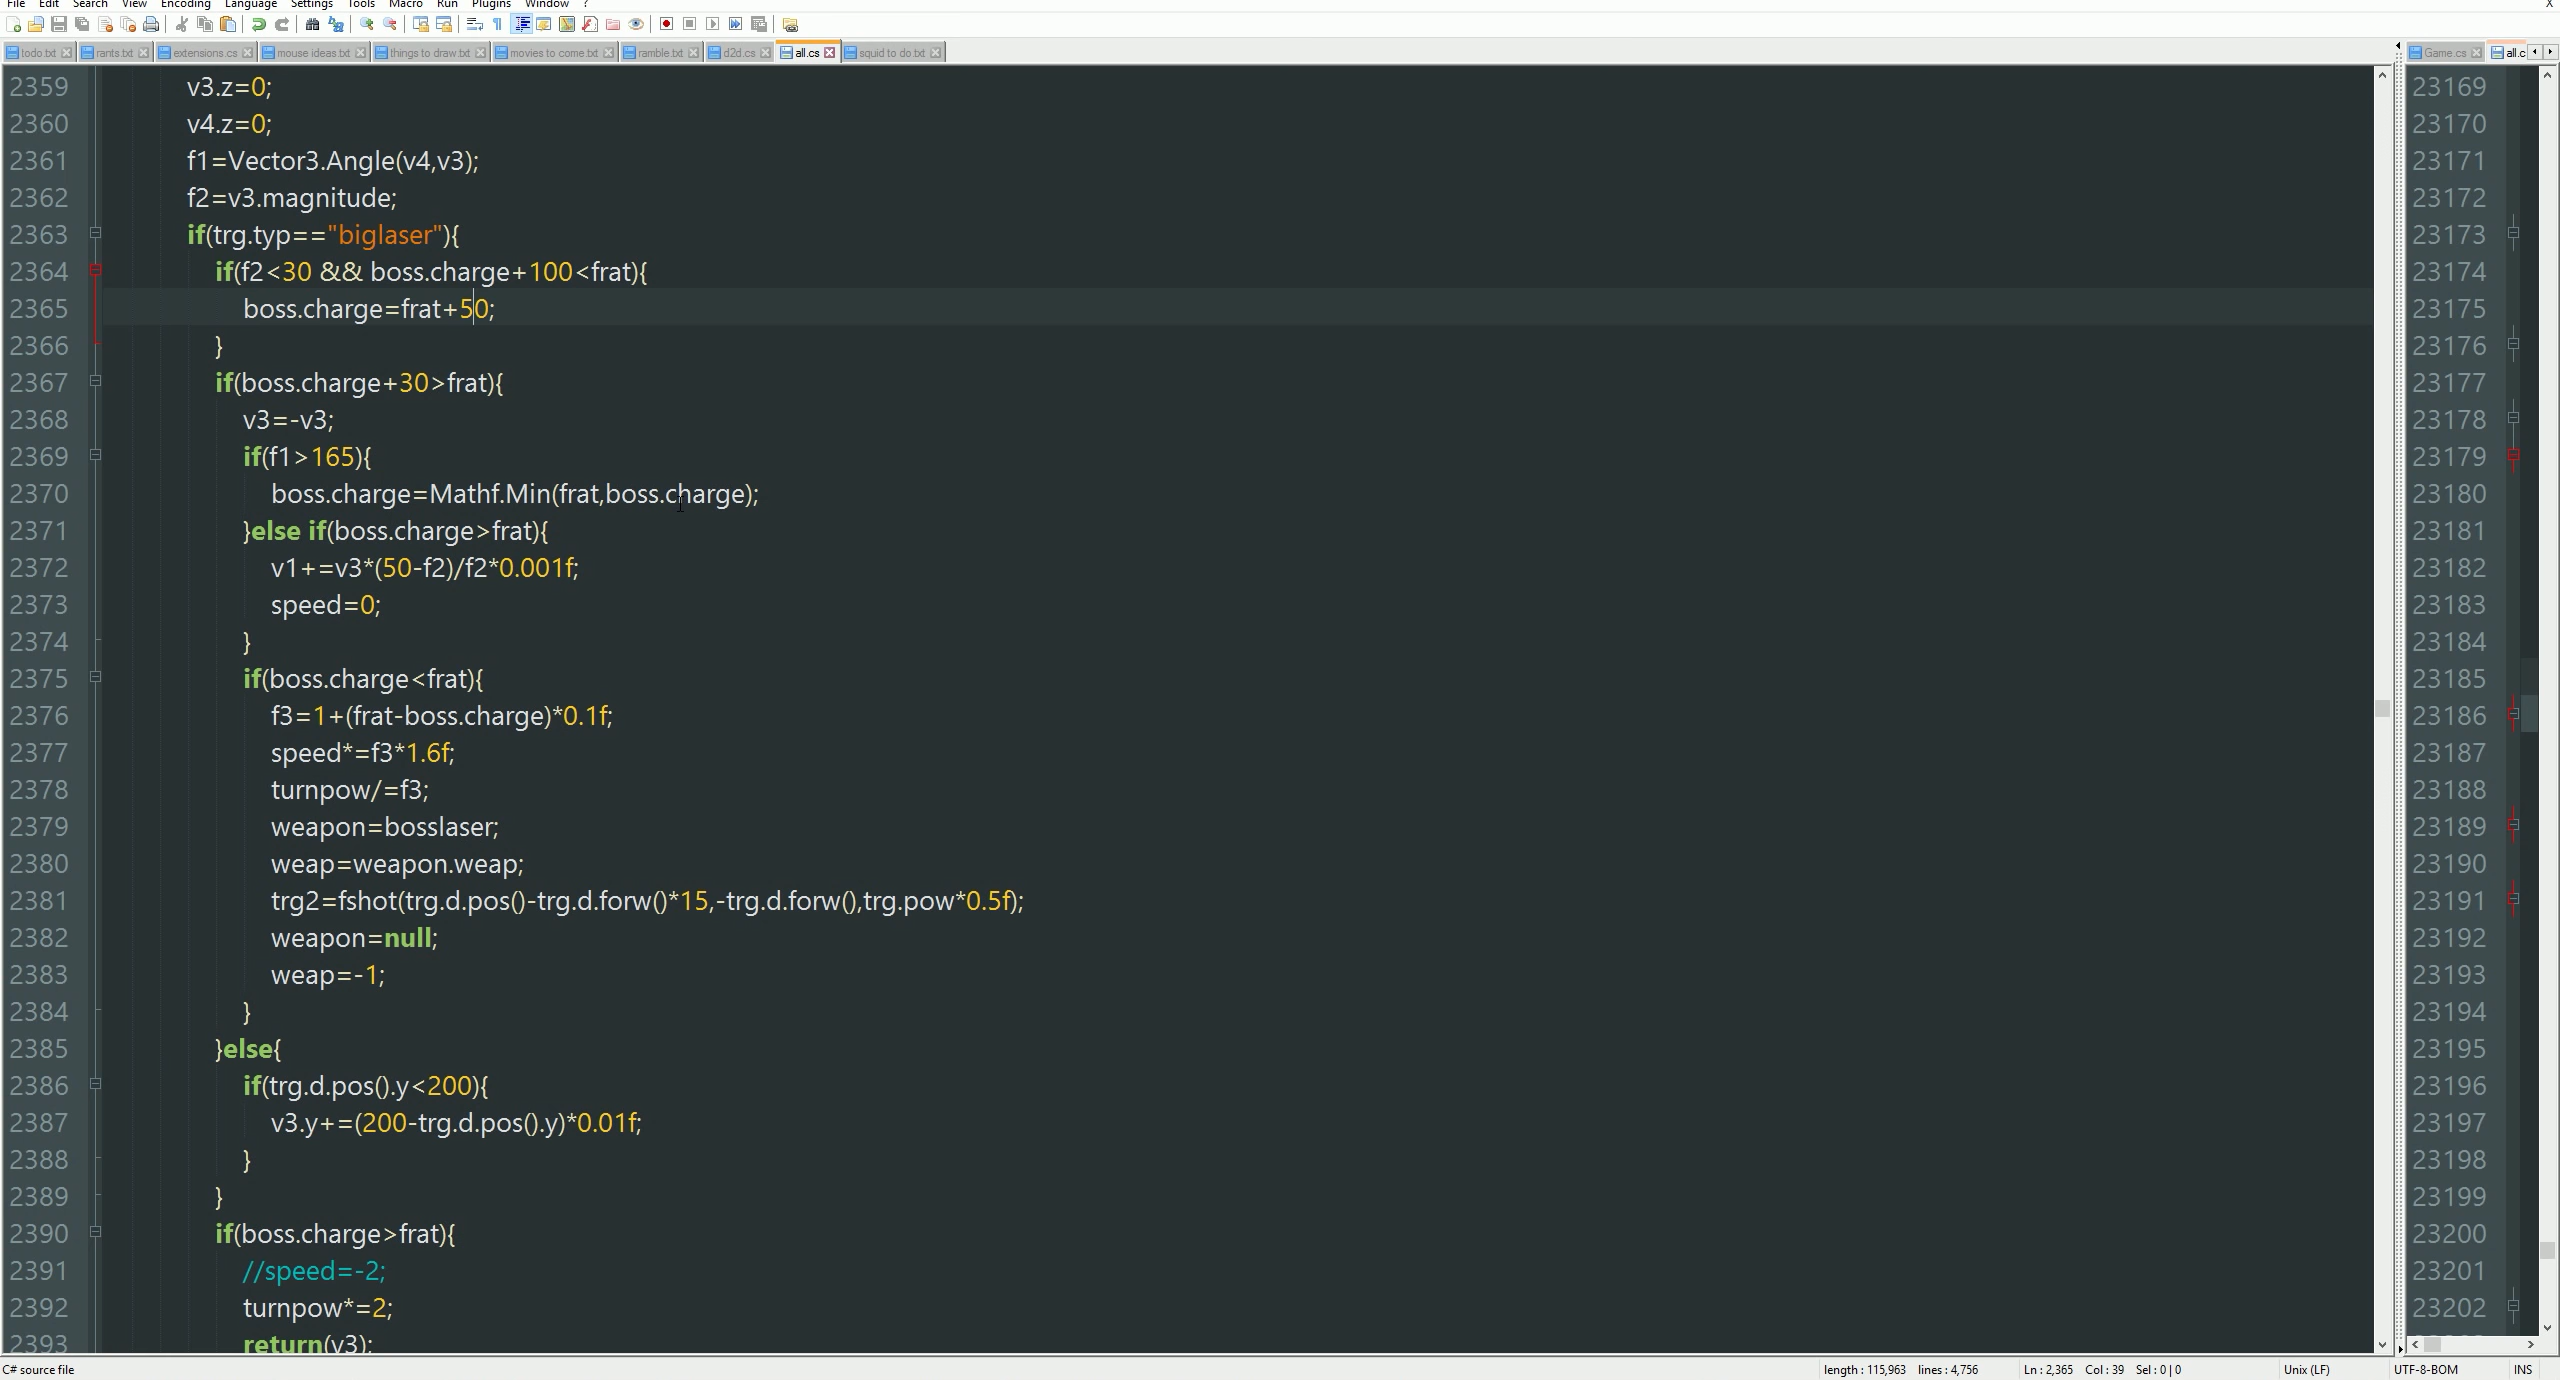 File Edit Search View Encoding Language Settings Tools Macro Run Plugins Window ? X
todo.txt rants.txt extensions.cs mouse ideas.txt things to draw.txt movies to come.txt ramble.txt d2d.cs all.cs squid to do.txt Game.cs all.c
2359 v3.z=0;
2360 v4.z=0;
2361 f1=Vector3.Angle(v4,v3);
2362 f2=v3.magnitude;
2363 if(trg.typ=="biglaser"){
2364 if(f2<30 && boss.charge+100<frat){
2365 boss.charge=frat+50;
2366 }
2367 if(boss.charge+30>frat){
2368 v3=-v3;
2369 if(f1>165){
2370 boss.charge=Mathf.Min(frat,boss.charge);
2371 }else if(boss.charge>frat){
2372 v1+=v3*(50-f2)/f2*0.001f;
2373 speed=0;
2374 }
2375 if(boss.charge<frat){
2376 f3=1+(frat-boss.charge)*0.1f;
2377 speed*=f3*1.6f;
2378 turnpow/=f3;
2379 weapon=bosslaser;
2380 weap=weapon.weap;
2381 trg2=fshot(trg.d.pos()-trg.d.forw()*15,-trg.d.forw(),trg.pow*0.5f);
2382 weapon=null;
2383 weap=-1;
2384 }
2385 }else{
2386 if(trg.d.pos().y<200){
2387 v3.y+=(200-trg.d.pos().y)*0.01f;
2388 }
2389 }
2390 if(boss.charge>frat){
2391 //speed=-2;
2392 turnpow*=2;
2393 return(v3);
23169
23170
23171
23172
23173
23174
23175
23176
23177
23178
23179
23180
23181
23182
23183
23184
23185
23186
23187
23188
23189
23190
23191
23192
23193
23194
23195
23196
23197
23198
23199
23200
23201
23202
C# source file length : 115,963 lines : 4,756 Ln : 2,365 Col : 39 Sel : 0 | 0 Unix (LF) UTF-8-BOM INS